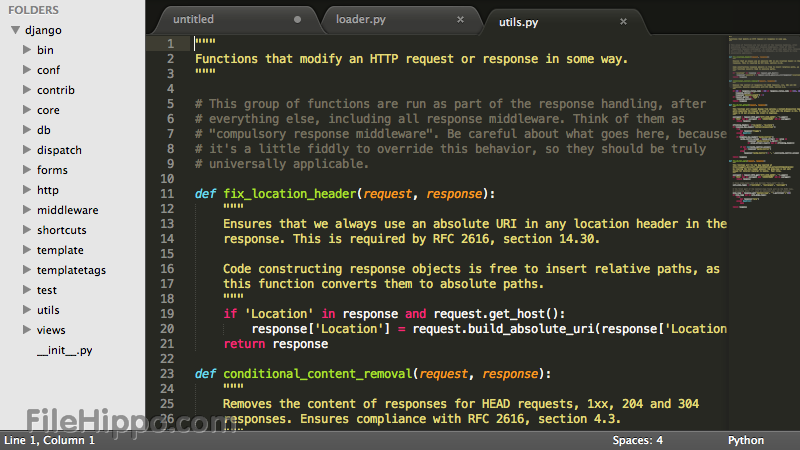 FOLDERS
django
bin
conf
contrib
core
db
dispatch
forms
http
middleware
shortcuts
template
templatetags
test
utils
views
__init__.py
untitled
loader.py
utils.py
1 """
2 Functions that modify an HTTP request or response in some way.
3 """
4
5 # This group of functions are run as part of the response handling, after
6 # everything else, including all response middleware. Think of them as
7 # "compulsory response middleware". Be careful about what goes here, because
8 # it's a little fiddly to override this behavior, so they should be truly
9 # universally applicable.
10
11 def fix_location_header(request, response):
12 """
13 Ensures that we always use an absolute URI in any location header in the
14 response. This is required by RFC 2616, section 14.30.
15
16 Code constructing response objects is free to insert relative paths, as
17 this function converts them to absolute paths.
18 """
19 if 'Location' in response and request.get_host():
20 response['Location'] = request.build_absolute_uri(response['Location
21 return response
22
23 def conditional_content_removal(request, response):
24 """
25 Removes the content of responses for HEAD requests, 1xx, 204 and 304
26 responses. Ensures compliance with RFC 2616, section 4.3.
FileHippo.com
Line 1, Column 1
Spaces: 4
Python